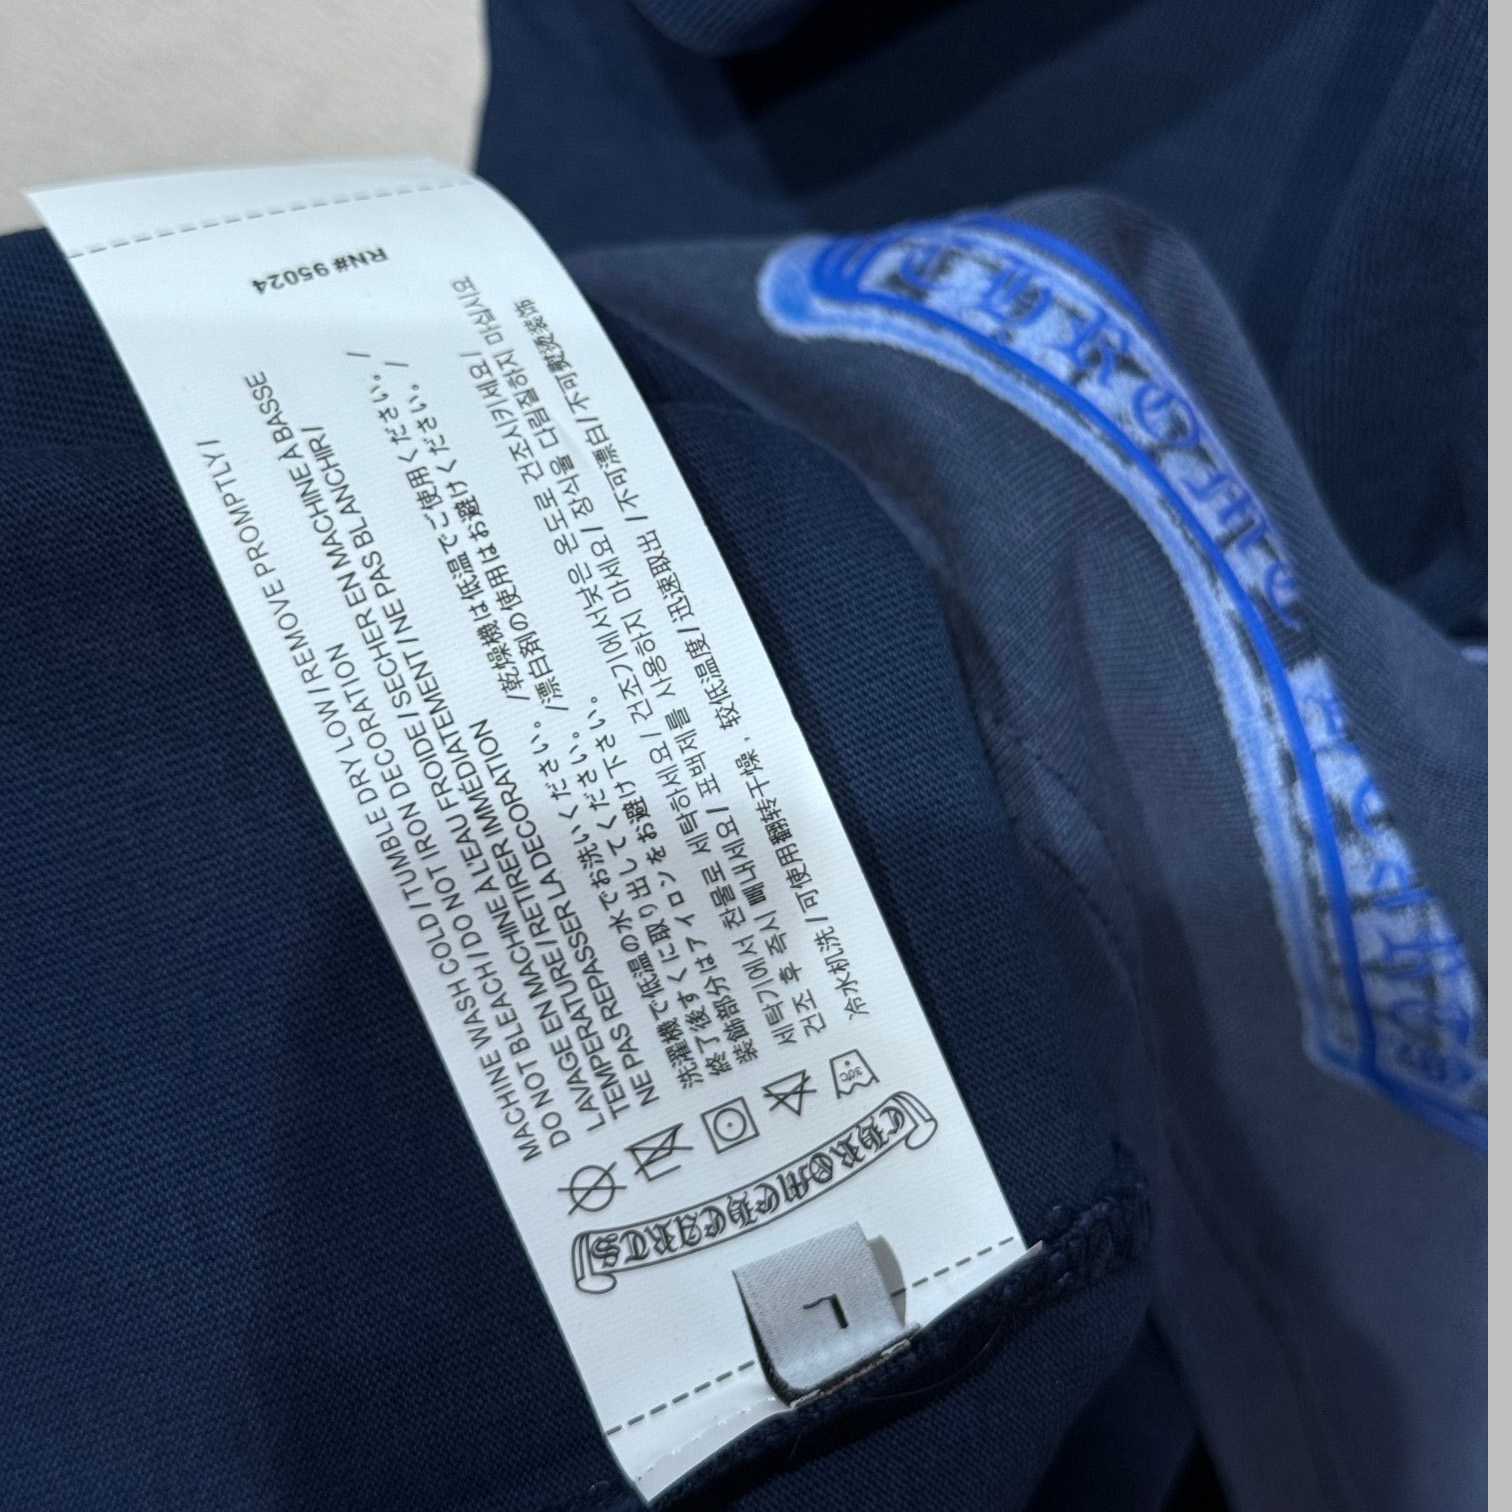 RN# 95024
MACHINE WASH COLD / TUMBLE DRY LOW / REMOVE PROMPTLY /
DO NOT BLEACH / DO NOT IRON DECORATION
LAVAGE EN MACHINE A L'EAU FROIDE / SECHER EN MACHINE A BASSE
TEMPERATURE / RETIRER IMMEDIATEMENT / NE PAS BLANCHIR /
NE PAS REPASSER LA DECORATION
洗濯機で低温の水でお洗いください。 /乾燥機は低温でご使用ください。 /
終了後すぐに取り出してください。 /漂白剤の使用はお避けください。 /
装飾部分はアイロンをお避け下さい。
세탁기에서 찬물로 세탁하세요 / 건조기에서낮은 온도로 건조시키세요 /
건조 후 즉시 빼내세요 / 표백제를 사용하지 마세요 / 장식을 다림질하지 마십시요
冷水机洗 / 可使用翻转干燥，较低温度 / 迅速取出 / 不可漂白 / 不可熨烫装饰
30C
CHROME HEARTS
L
CHROME HEARTS